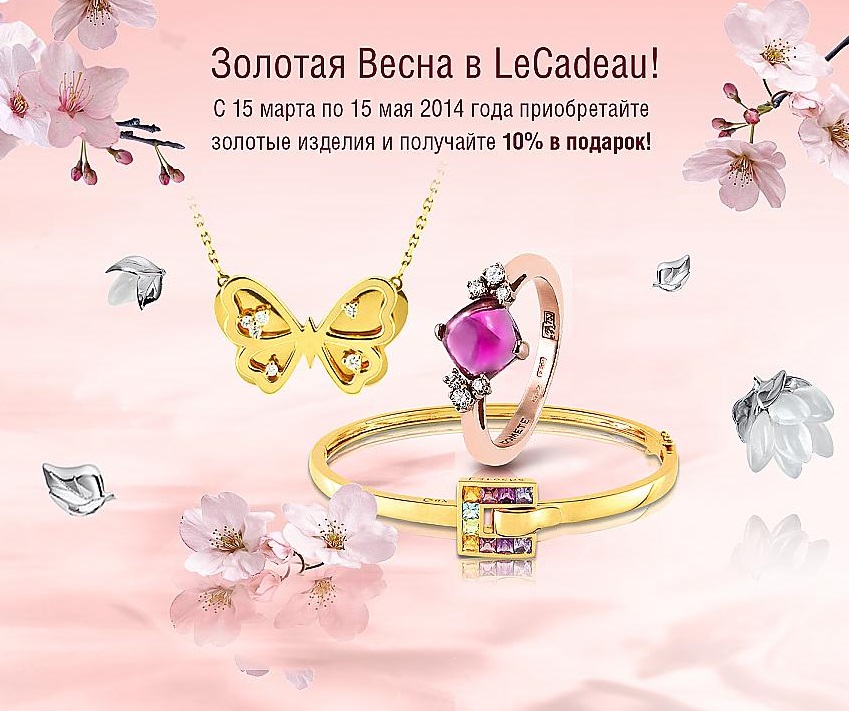 Золотая Весна в LeCadeau!
С 15 марта по 15 мая 2014 года приобретайте
золотые изделия и получайте 10% в подарок!